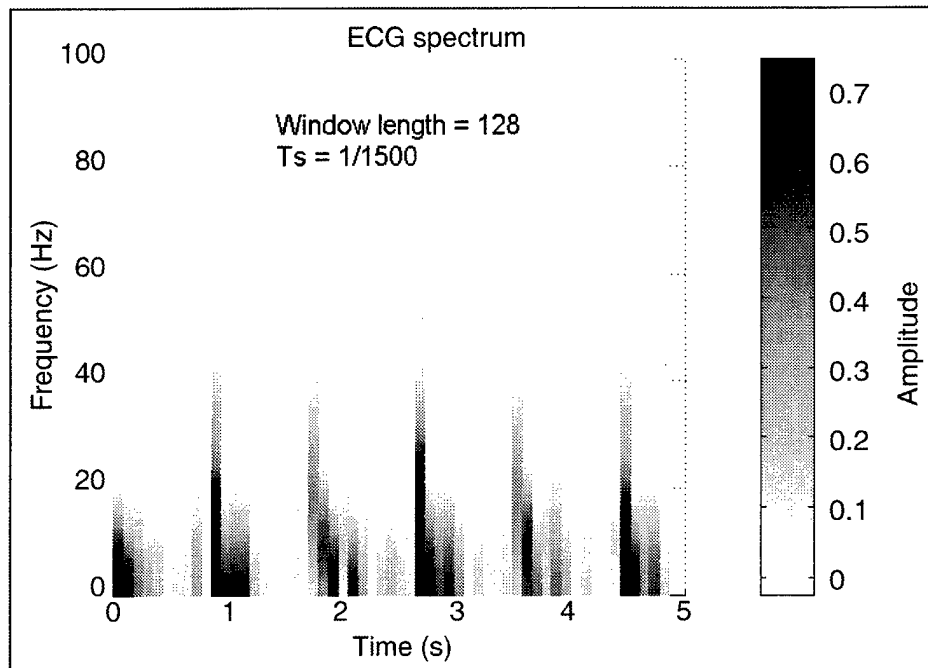 ECG spectrum
Window length = 128
Ts = 1/1500
Frequency (Hz)
100
80
60
40
20
0
0 1 2 3 4 5
Time (s)
0.7
0.6
0.5
0.4
0.3
0.2
0.1
0
Amplitude